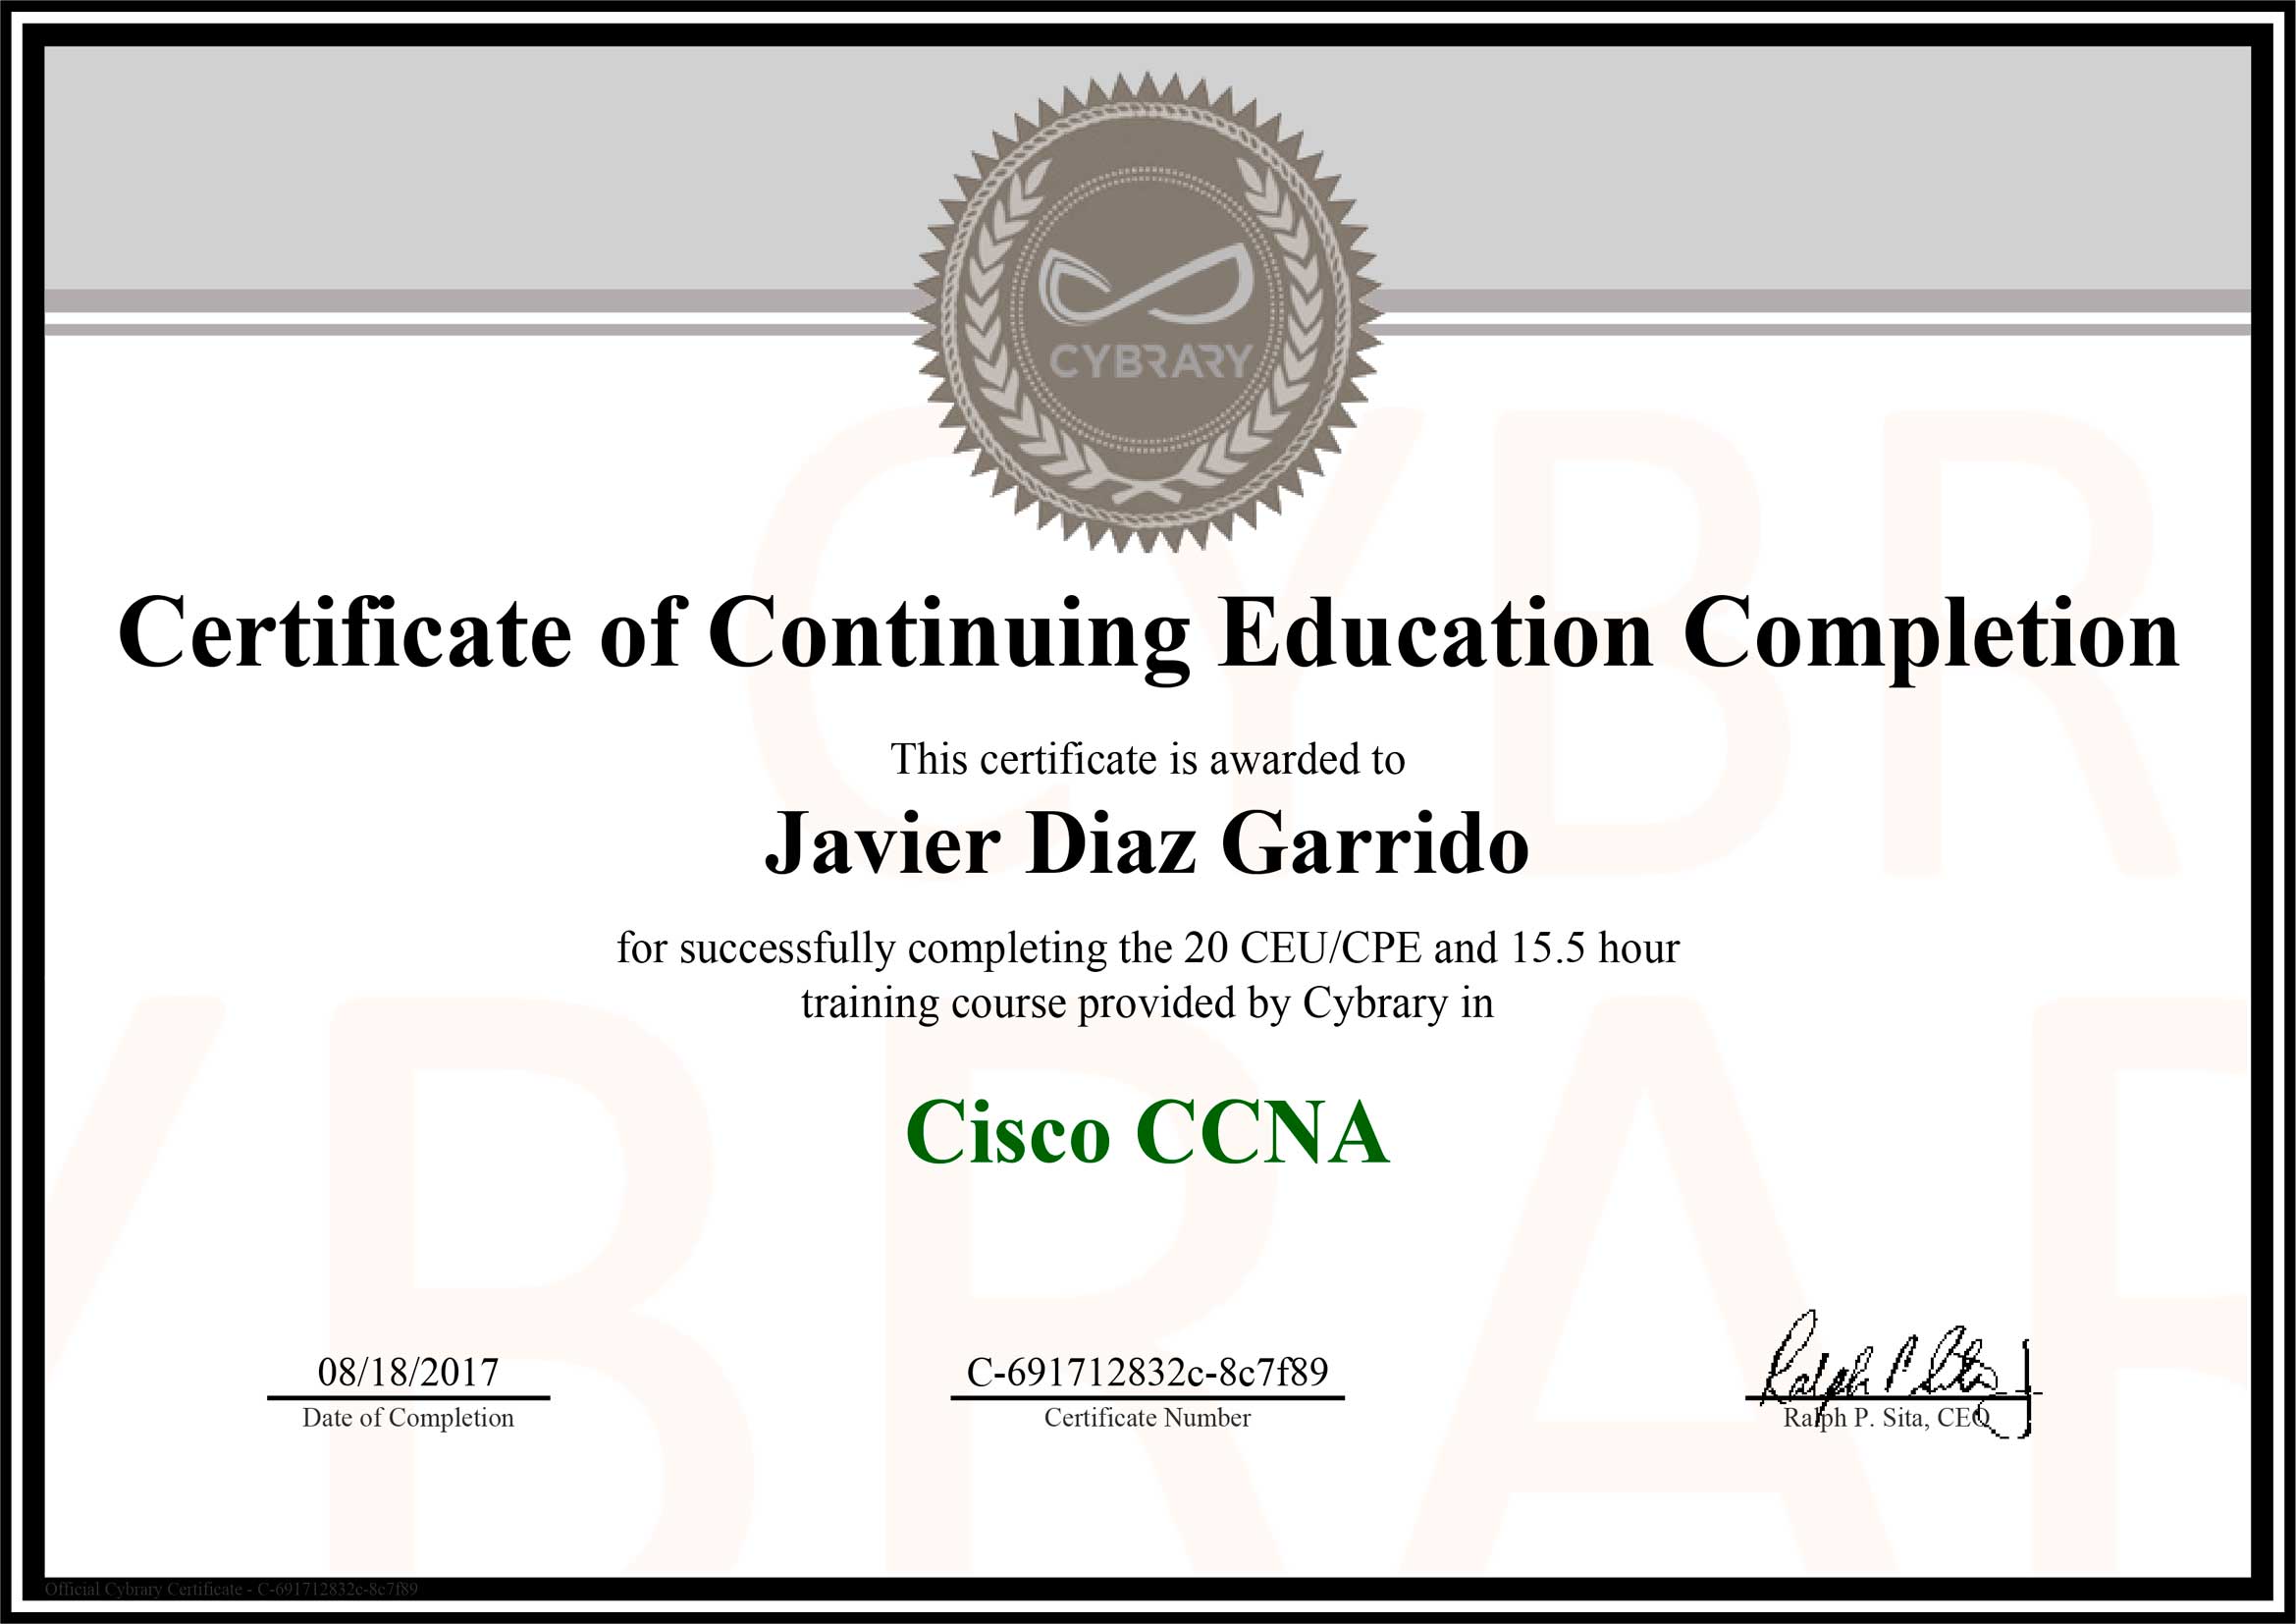 CYBRARY
Certificate of Continuing Education Completion
This certificate is awarded to
Javier Diaz Garrido
for successfully completing the 20 CEU/CPE and 15.5 hour
training course provided by Cybrary in
Cisco CCNA
08/18/2017
Date of Completion
C-691712832c-8c7f89
Certificate Number
Ralph P. Sita, CEO
Official Cybrary Certificate - C-691712832c-8c7f89